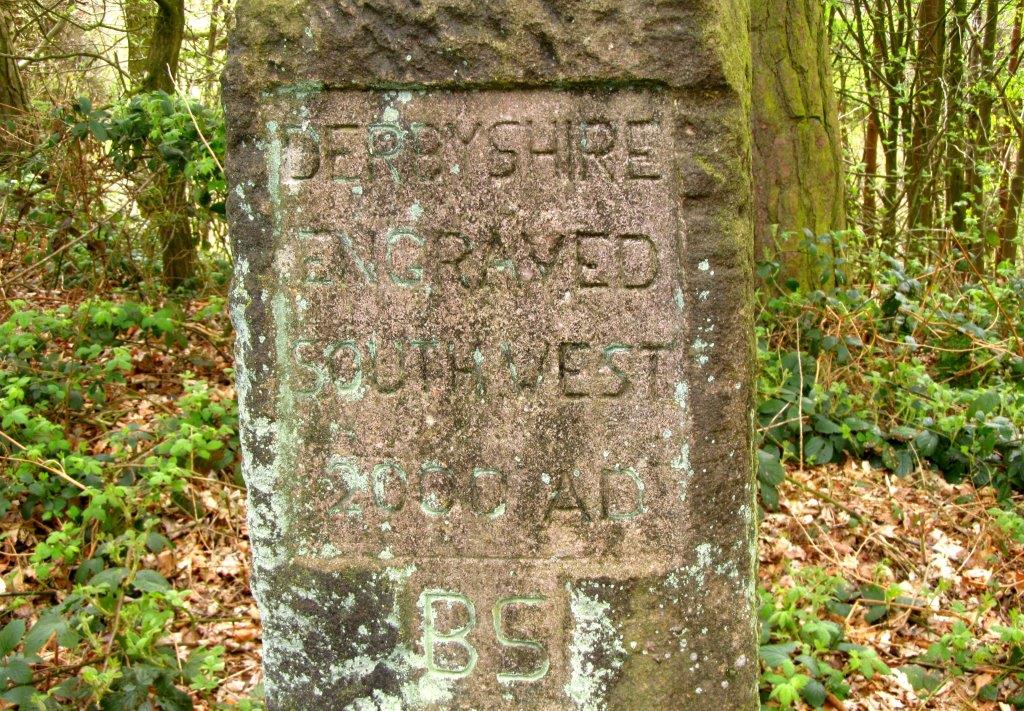 DERBYSHIRE
ENGRAVED
SOUTH WEST
2000 AD
BS